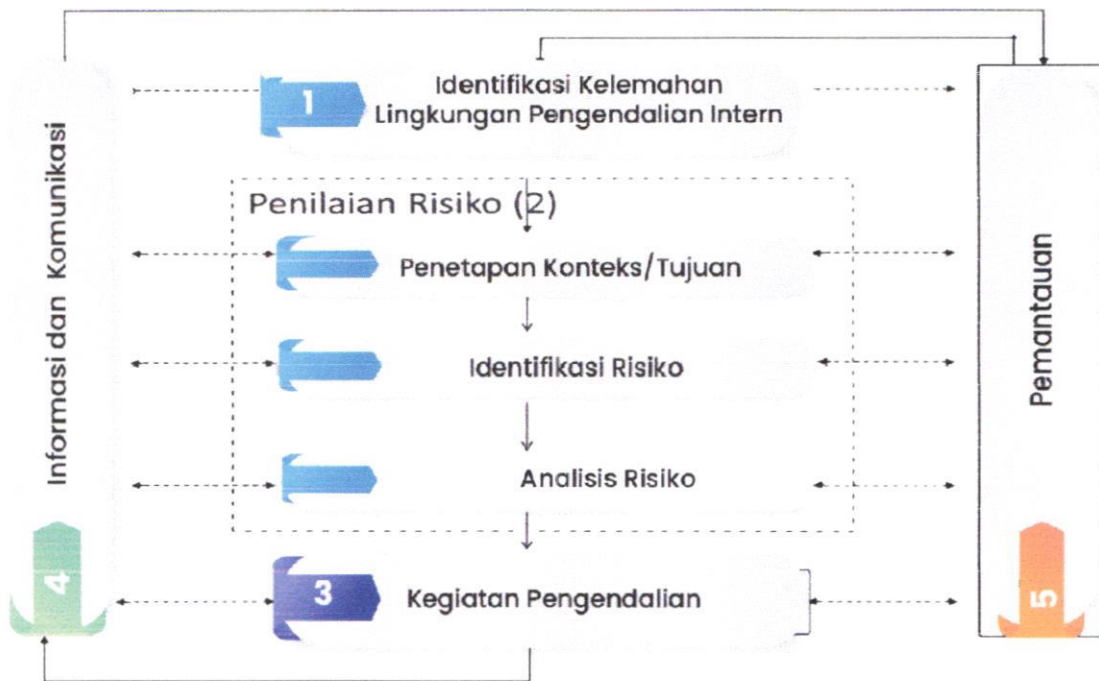 1
Identifikasi Kelemahan
Lingkungan Pengendalian Intern
Penilaian Risiko (2)
Penetapan Konteks/Tujuan
Identifikasi Risiko
Analisis Risiko
3
Kegiatan Pengendalian
Informasi dan Komunikasi
4
Pemantauan
5